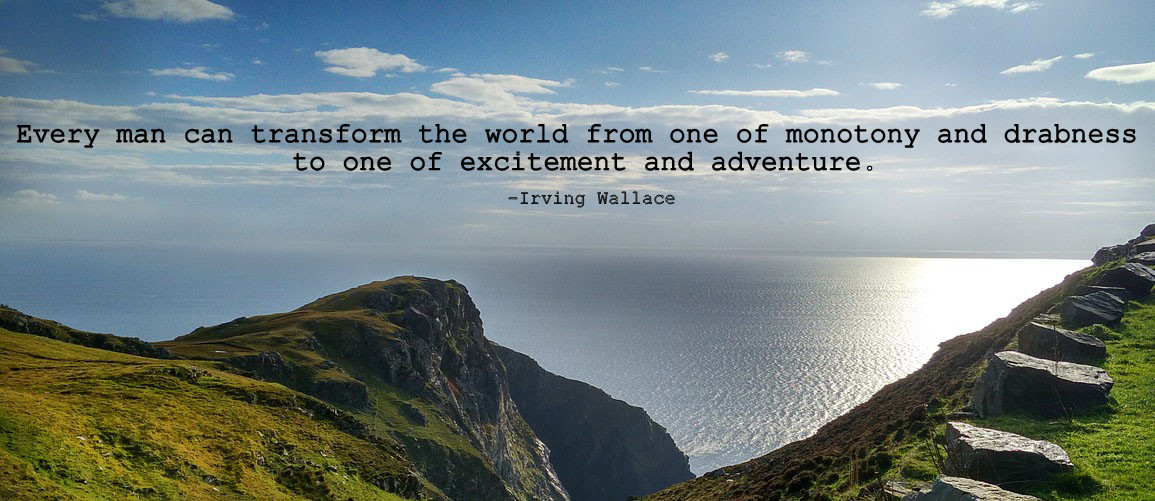 Every man can transform the world from one of monotony and drabness
to one of excitement and adventure。
-Irving Wallace